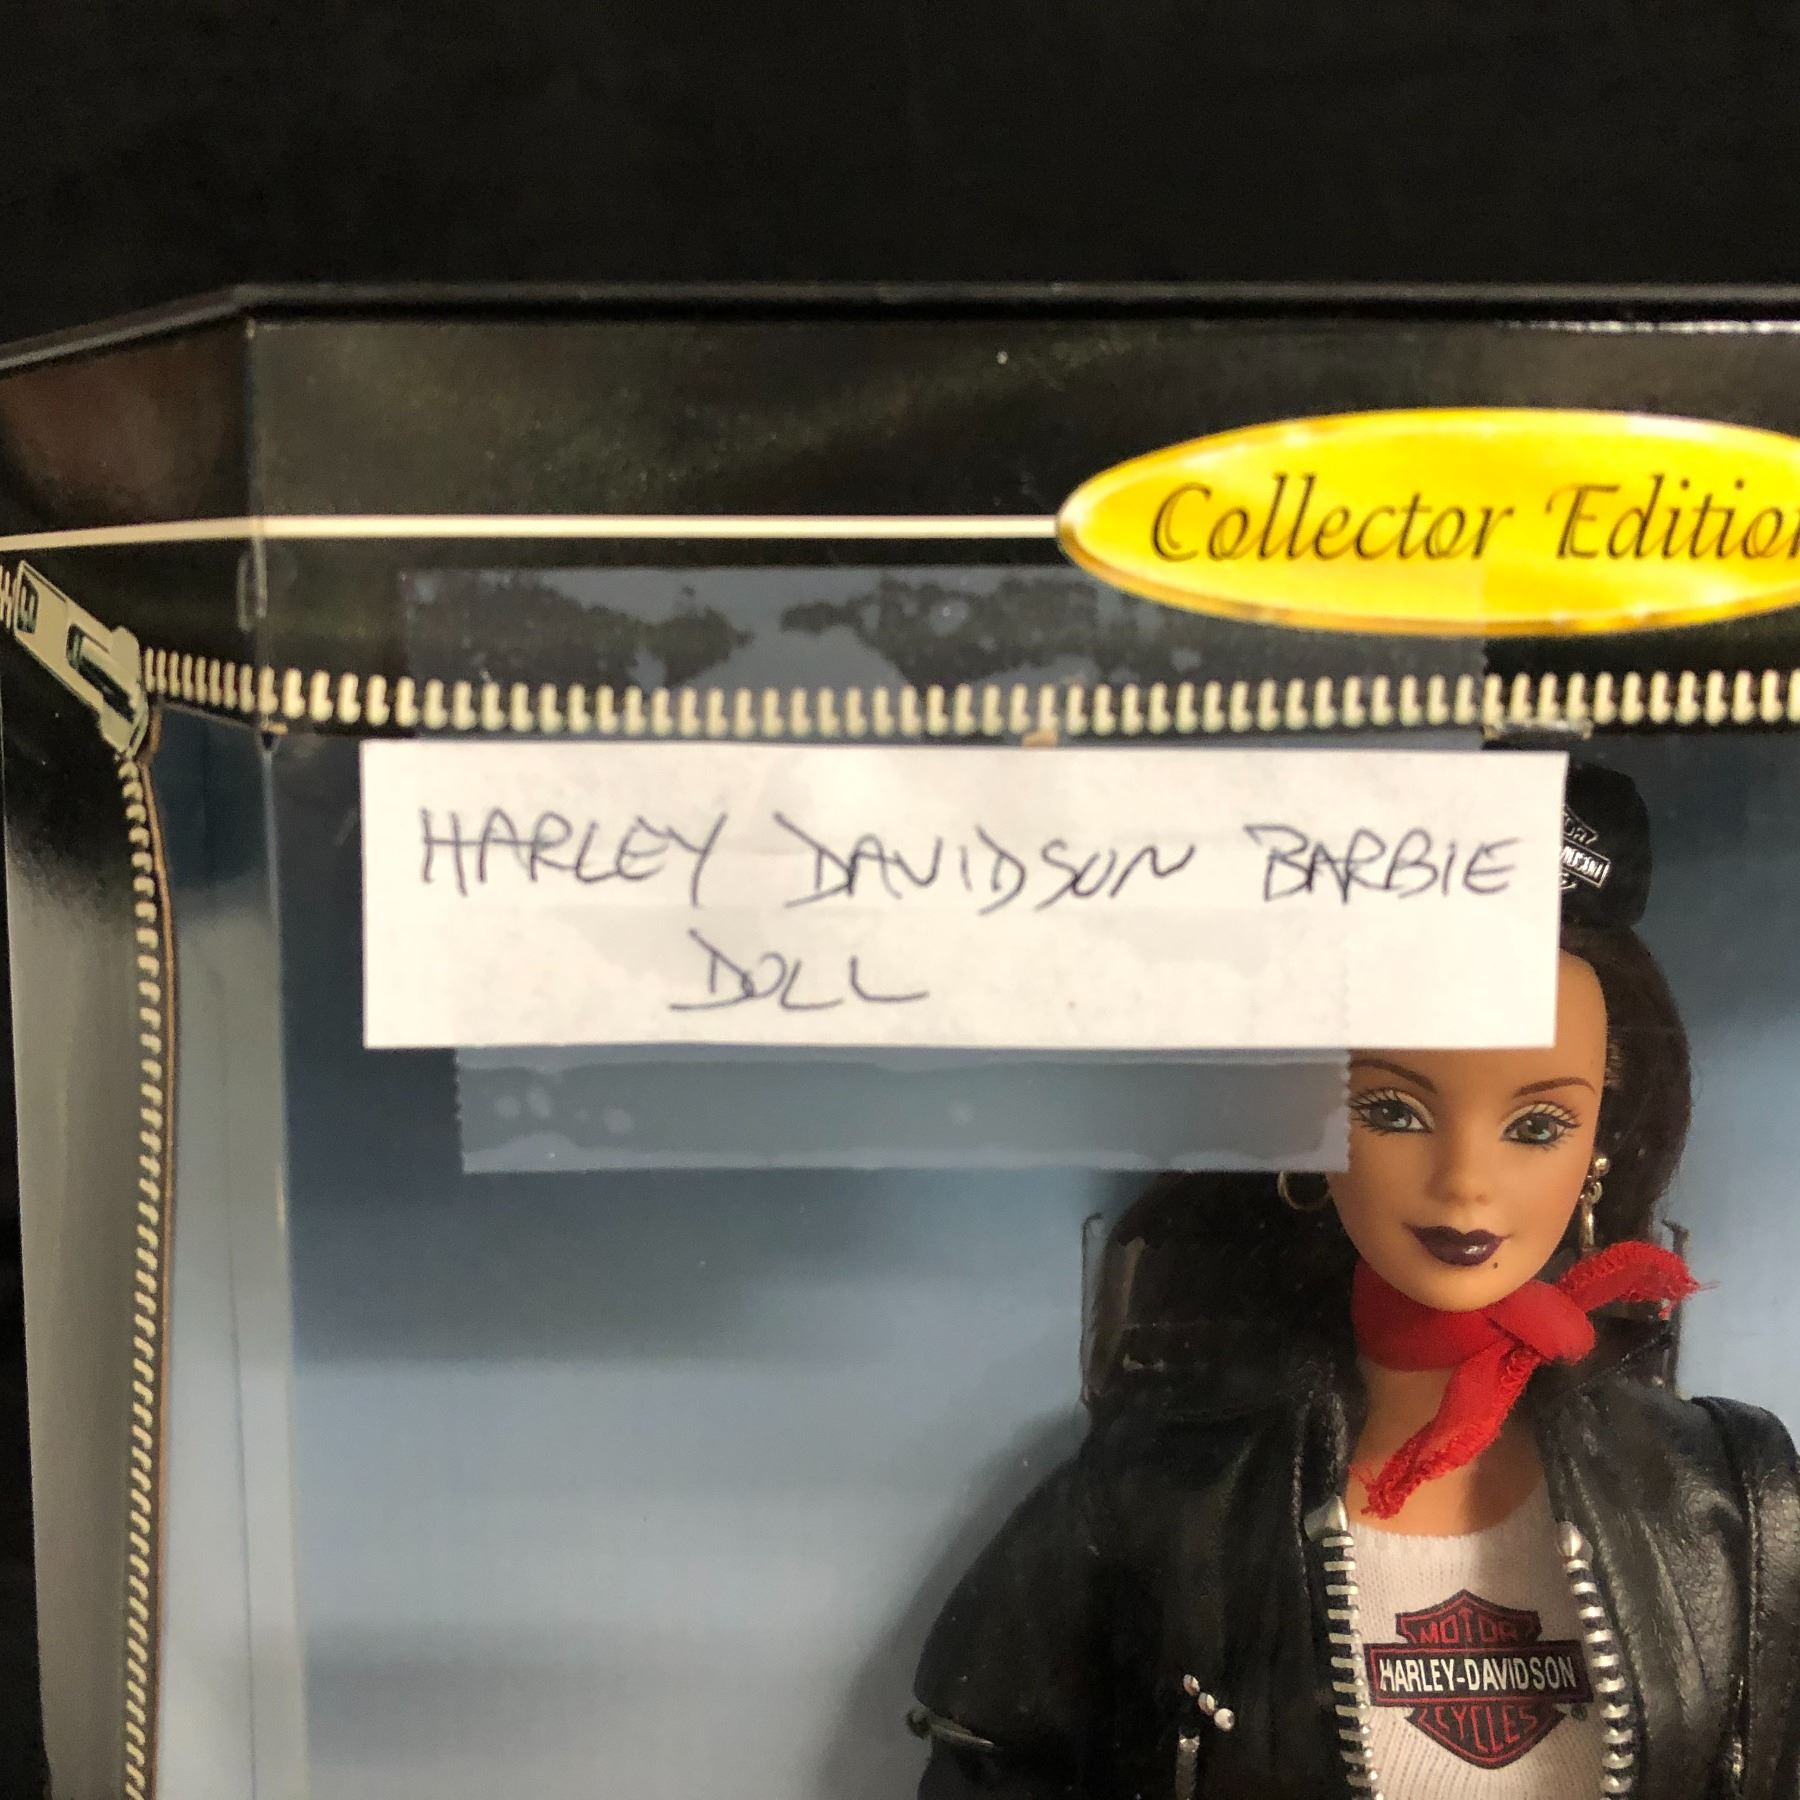 Collector Edition
HARLEY DAVIDSON BARBIE
DOLL
MOTOR
HARLEY-DAVIDSON
CYCLES